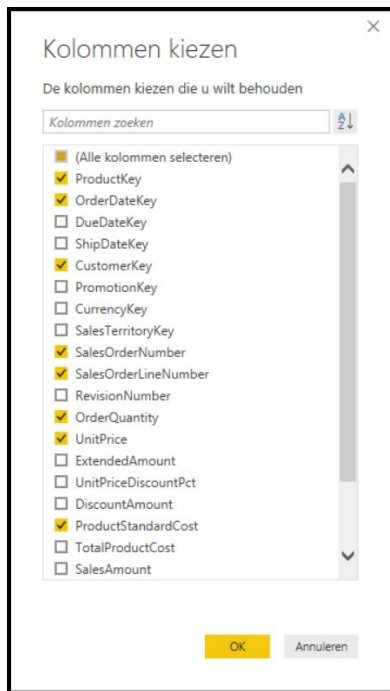 Kolommen kiezen
De kolommen kiezen die u wilt behouden
Kolommen zoeken
(Alle kolommen selecteren)
ProductKey
OrderDateKey
DueDateKey
ShipDateKey
CustomerKey
PromotionKey
CurrencyKey
SalesTerritoryKey
SalesOrderNumber
SalesOrderLineNumber
RevisionNumber
OrderQuantity
UnitPrice
ExtendedAmount
UnitPriceDiscountPct
DiscountAmount
ProductStandardCost
TotalProductCost
SalesAmount
OK Annuleren